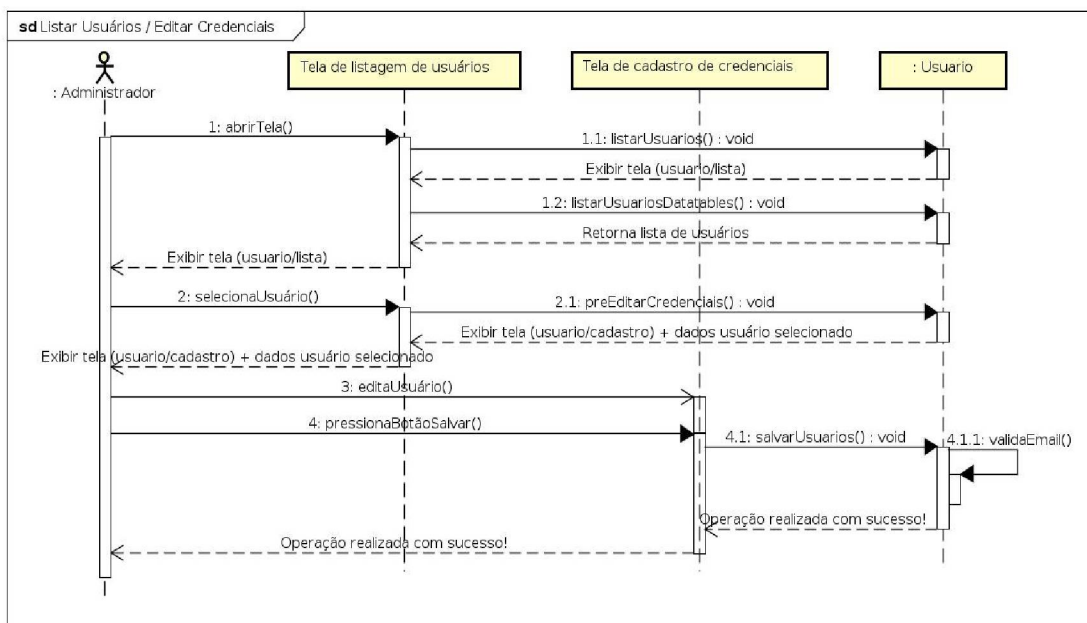 sd Listar Usuários / Editar Credenciais
: Administrador
Tela de listagem de usuários
Tela de cadastro de credenciais
: Usuario
1: abrirTela()
1.1: listarUsuarios() : void
Exibir tela (usuario/lista)
1.2: listarUsuariosDatatables() : void
Retorna lista de usuários
Exibir tela (usuario/lista)
2: selecionaUsuário()
2.1: preEditarCredenciais() : void
Exibir tela (usuario/cadastro) + dados usuário selecionado
Exibir tela (usuario/cadastro) + dados usuário selecionado
3: editaUsuário()
4: pressionaBotãoSalvar()
4.1: salvarUsuarios() : void
4.1.1: validaEmail()
Operação realizada com sucesso!
Operação realizada com sucesso!